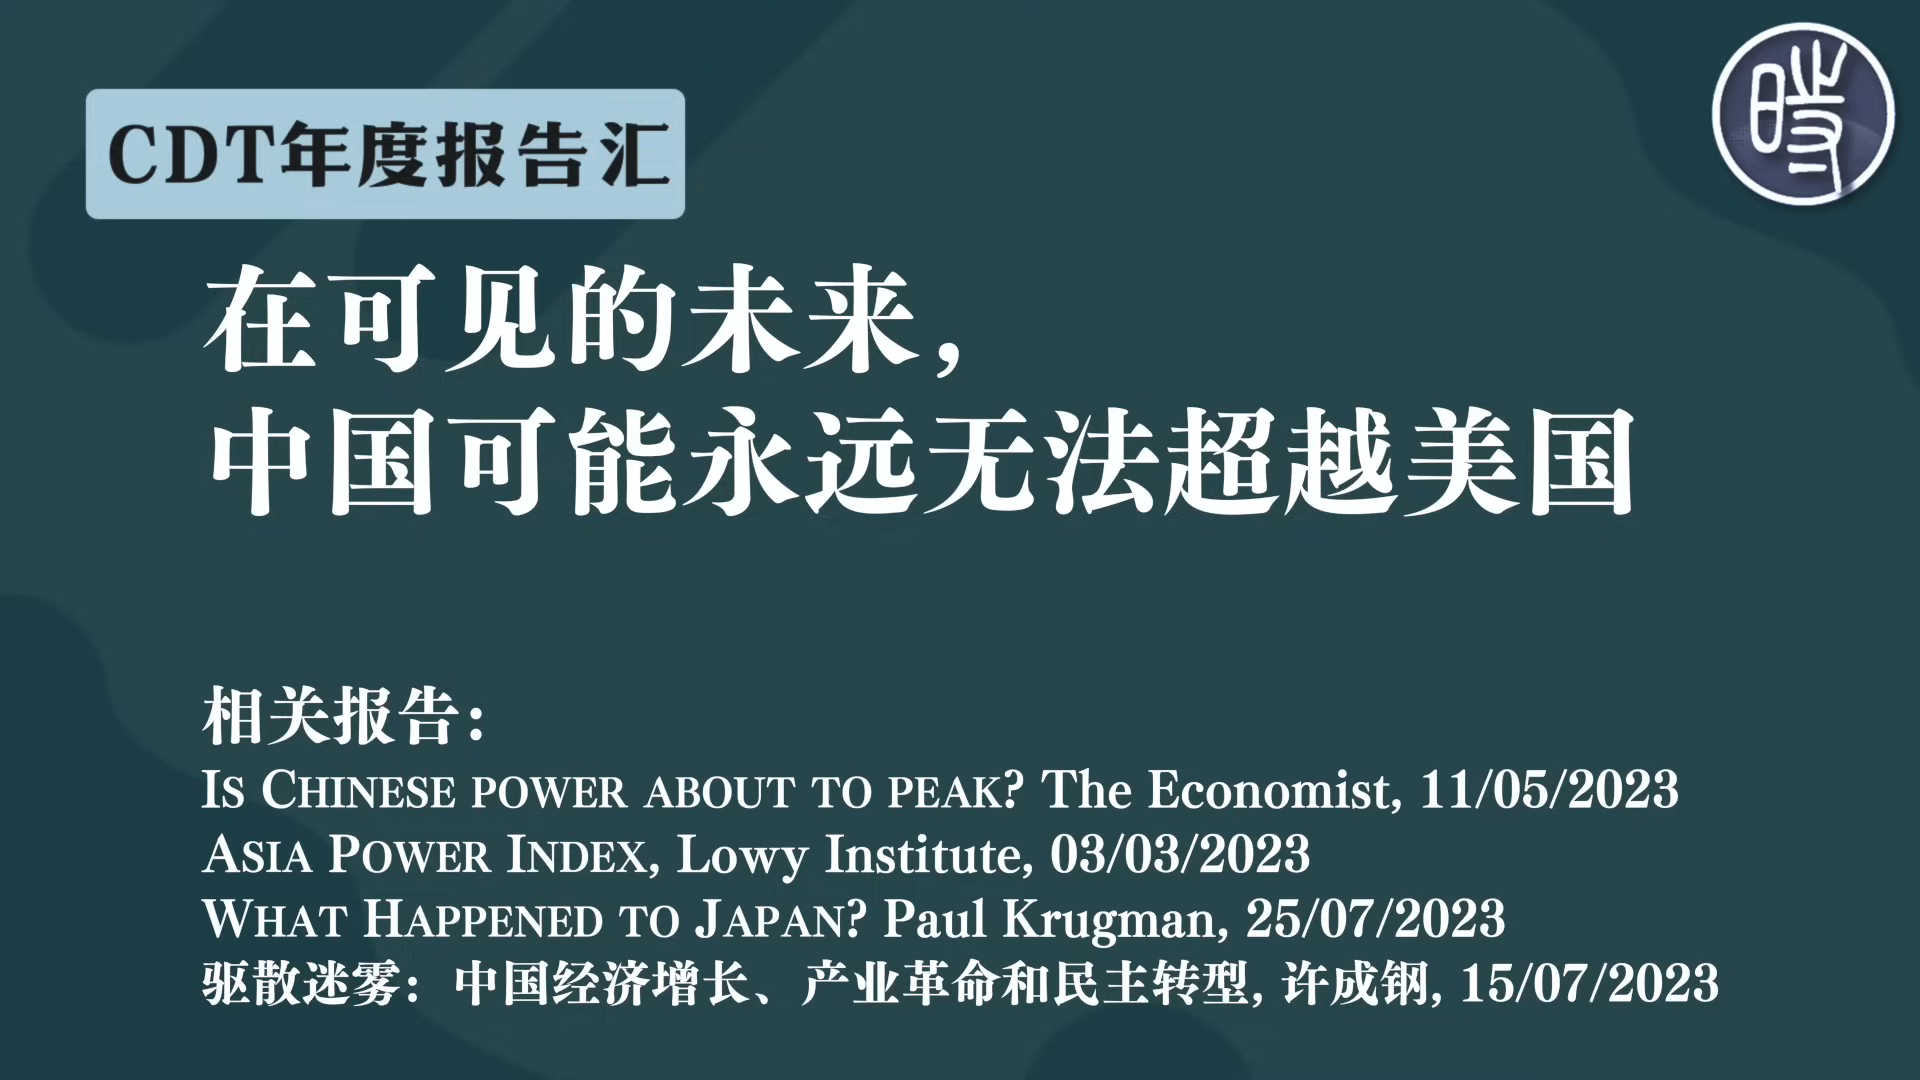 時
CDT年度报告汇
在可见的未来，
中国可能永远无法超越美国
相关报告：
IS CHINESE POWER ABOUT TO PEAK? The Economist, 11/05/2023
ASIA POWER INDEX, Lowy Institute, 03/03/2023
WHAT HAPPENED TO JAPAN? Paul Krugman, 25/07/2023
驱散迷雾：中国经济增长、产业革命和民主转型, 许成钢, 15/07/2023